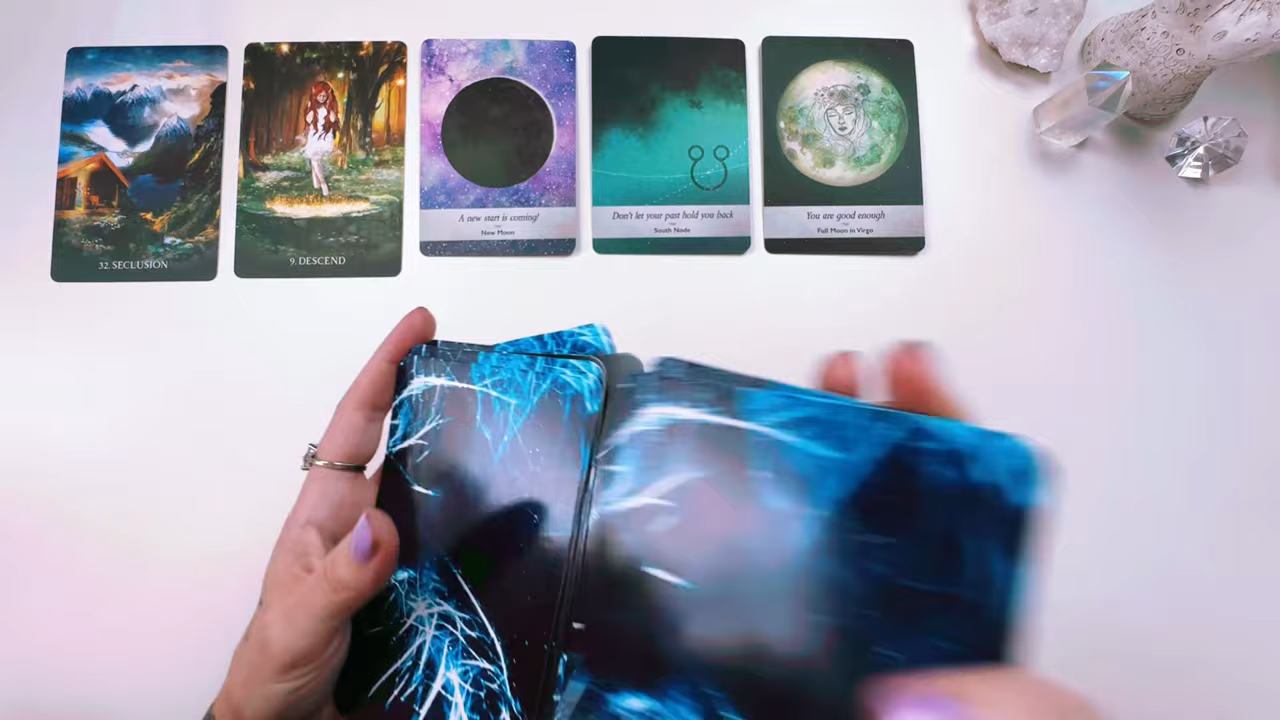 32. SECLUSION
9. DESCEND
A new start is coming!
New Moon
Don't let your past hold you back
South Node
You are good enough
Full Moon in Virgo